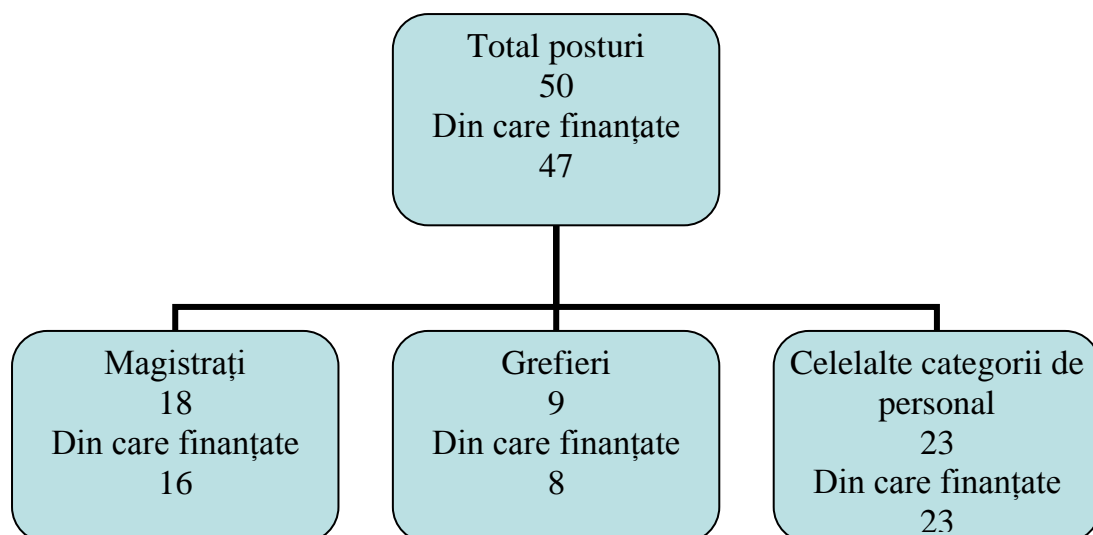 Total posturi
50
Din care finanțate
47
Magistrați
18
Din care finanțate
16
Grefieri
9
Din care finanțate
8
Celelalte categorii de
personal
23
Din care finanțate
23